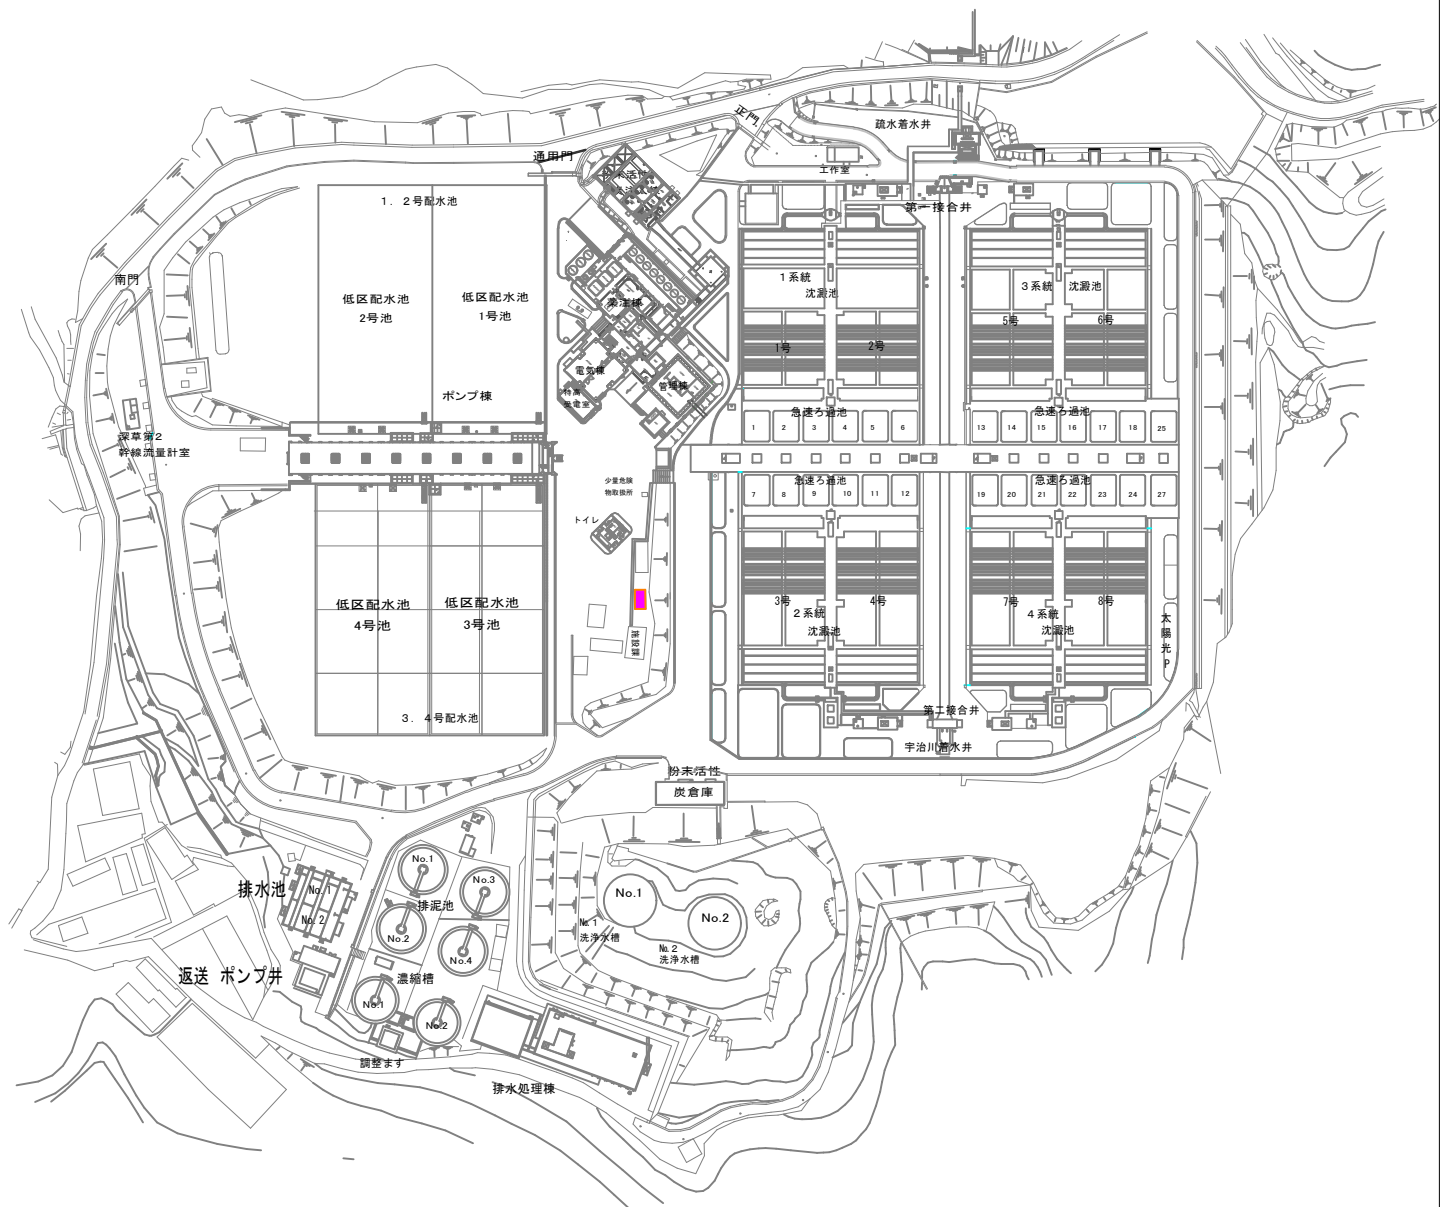 正門
疏水着水井
通用門
工作室
1．2号配水池
第一接合井
南門
低区配水池
2号池
低区配水池
1号池
1系統
沈澱池
3系統
沈澱池
薬注棟
1号
2号
5号
6号
電気棟
特高
受電室
管理棟
ポンプ棟
急速ろ過池
急速ろ過池
1 2 3 4 5 6
13 14 15 16 17 18 25
深草第2
幹線流量計室
急速ろ過池
急速ろ過池
7 8 9 10 11 12
19 20 21 22 23 24 27
少量危険
物取扱所
トイレ
低区配水池
4号池
低区配水池
3号池
3号
4号
7号
8号
2系統
沈澱池
4系統
沈澱池
施設課
太陽光P
3．4号配水池
第二接合井
宇治川着水井
粉末活性
炭倉庫
排水池
No.1
No.2
No.1
No.3
排泥池
No.2
No.4
No.1
No.2
№1
洗浄水槽
№2
洗浄水槽
返送 ポンプ井
濃縮槽
No.1
No.2
調整ます
排水処理棟